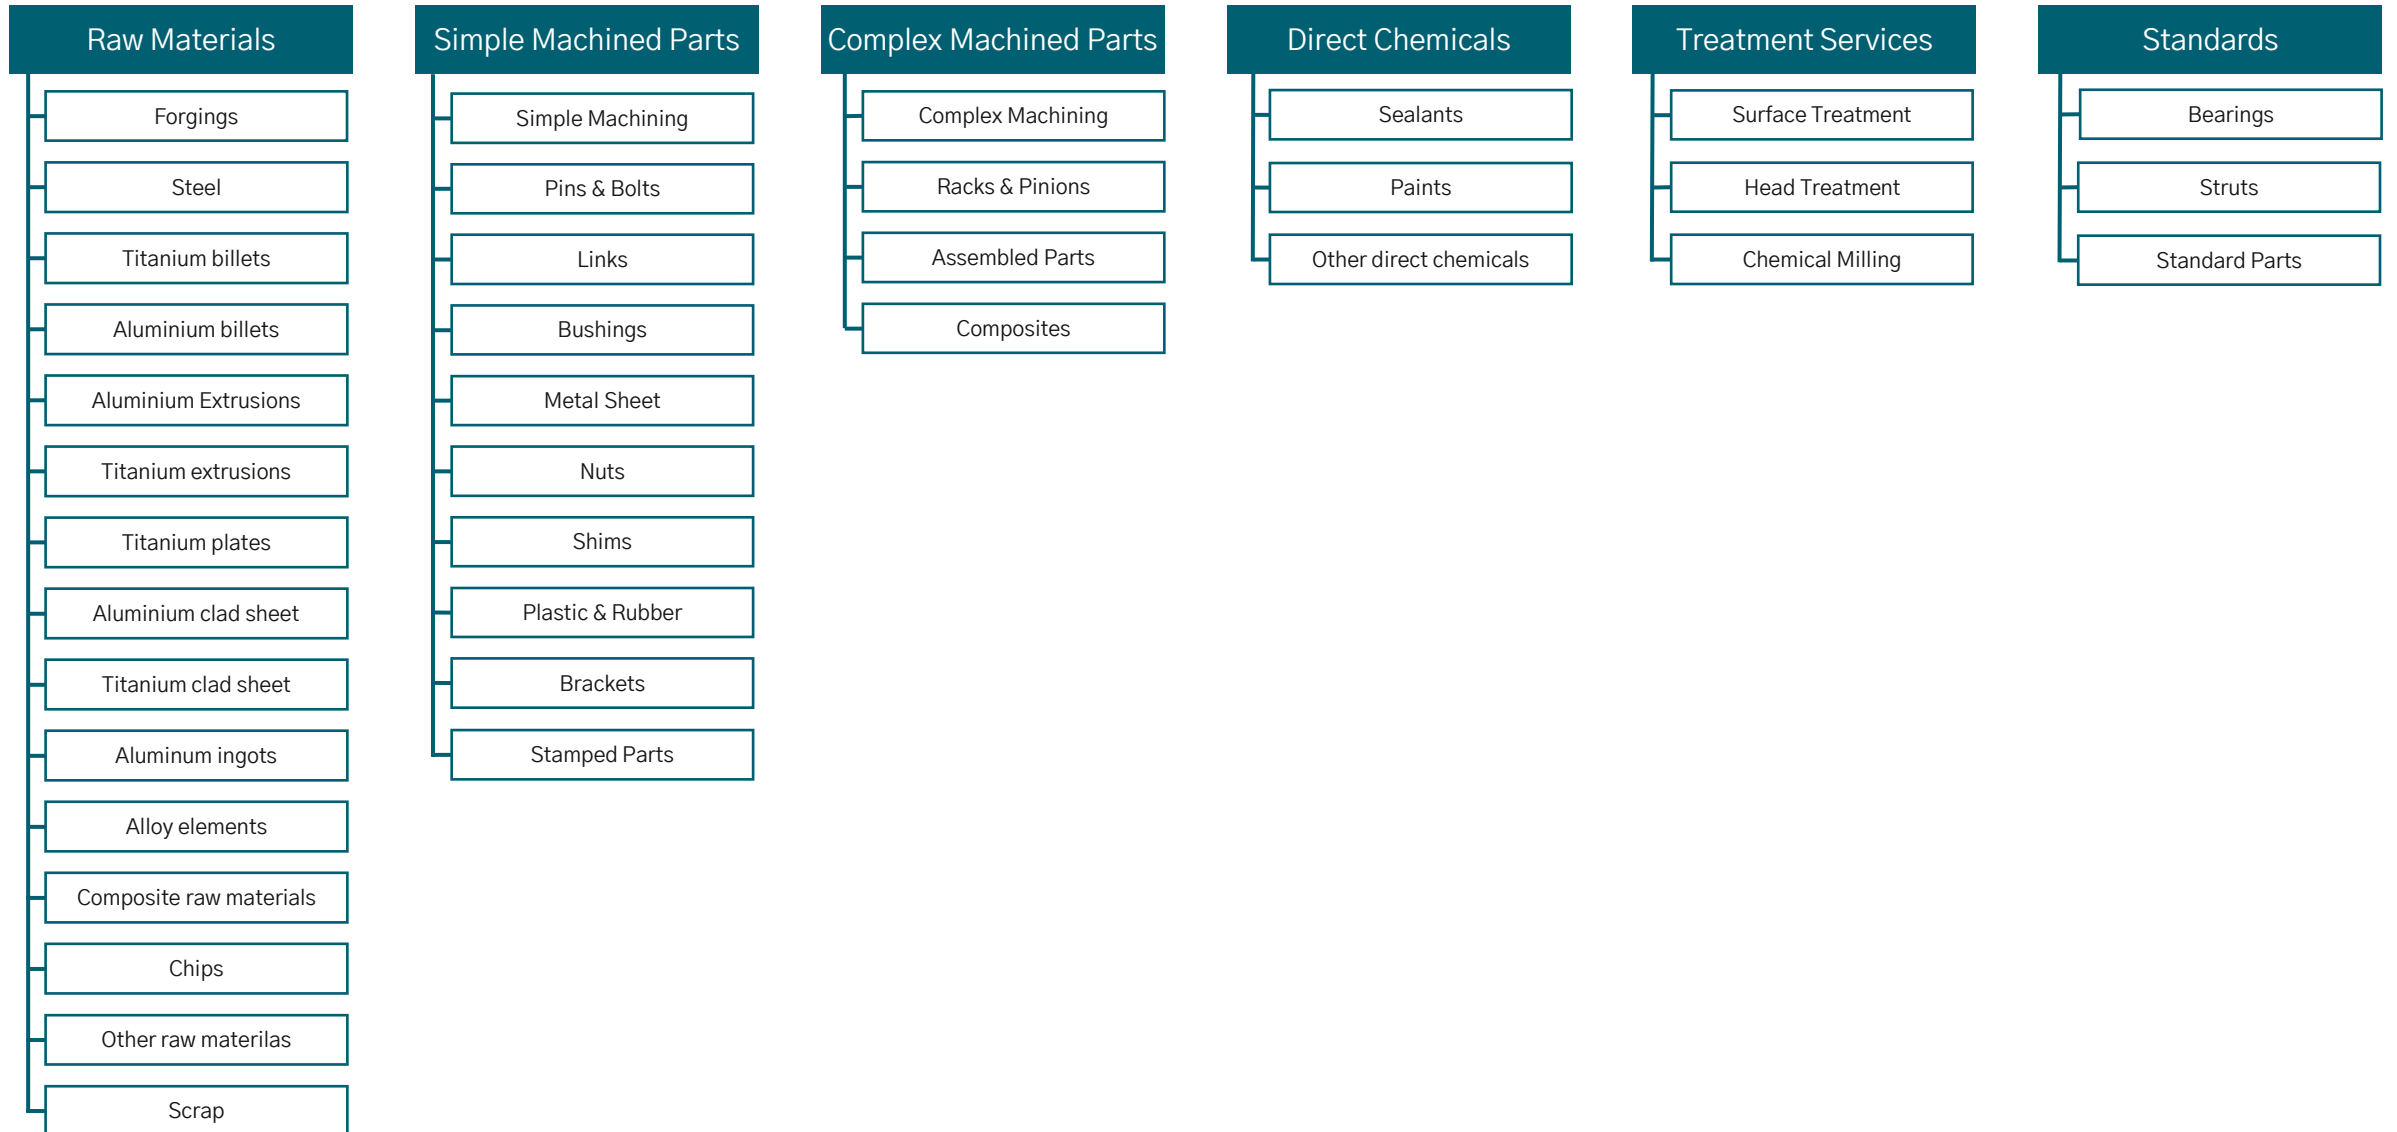 Raw Materials
Forgings
Steel
Titanium billets
Aluminium billets
Aluminium Extrusions
Titanium extrusions
Titanium plates
Aluminium clad sheet
Titanium clad sheet
Aluminum ingots
Alloy elements
Composite raw materials
Chips
Other raw materilas
Scrap
Simple Machined Parts
Simple Machining
Pins & Bolts
Links
Bushings
Metal Sheet
Nuts
Shims
Plastic & Rubber
Brackets
Stamped Parts
Complex Machined Parts
Complex Machining
Racks & Pinions
Assembled Parts
Composites
Direct Chemicals
Sealants
Paints
Other direct chemicals
Treatment Services
Surface Treatment
Head Treatment
Chemical Milling
Standards
Bearings
Struts
Standard Parts